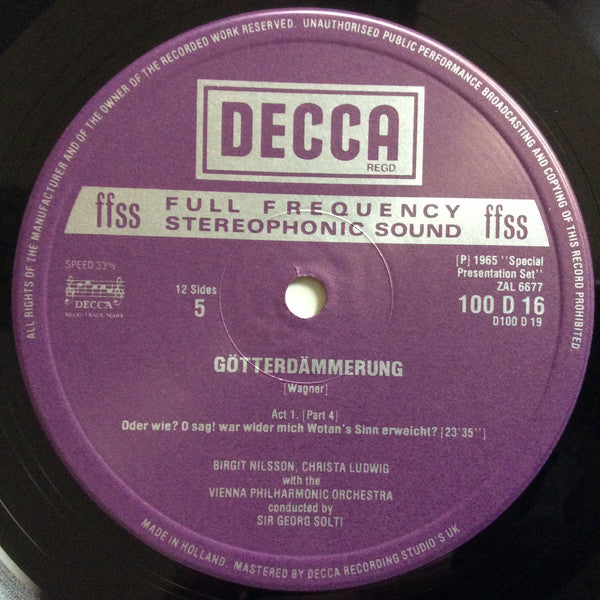 ALL RIGHTS OF THE MANUFACTURER AND OF THE OWNER OF THE RECORDED WORK RESERVED. UNAUTHORISED PUBLIC PERFORMANCE BROADCASTING AND COPYING OF THIS RECORD PROHIBITED
DECCA
REGD.
ffss FULL FREQUENCY STEREOPHONIC SOUND ffss
SPEED 33⅓
DECCA
REGD TRADE MARK
12 Sides
5
[P] 1965 "Special
Presentation Set"
ZAL 6677
100 D 16
D100 D 19
GÖTTERDÄMMERUNG
[Wagner]
Act 1. [Part 4]
Oder wie? O sag! war wider mich Wotan's Sinn erweicht? [23'35'']
BIRGIT NILSSON, CHRISTA LUDWIG
with the
VIENNA PHILHARMONIC ORCHESTRA
conducted by
SIR GEORG SOLTI
MADE IN HOLLAND. MASTERED BY DECCA RECORDING STUDIO'S UK